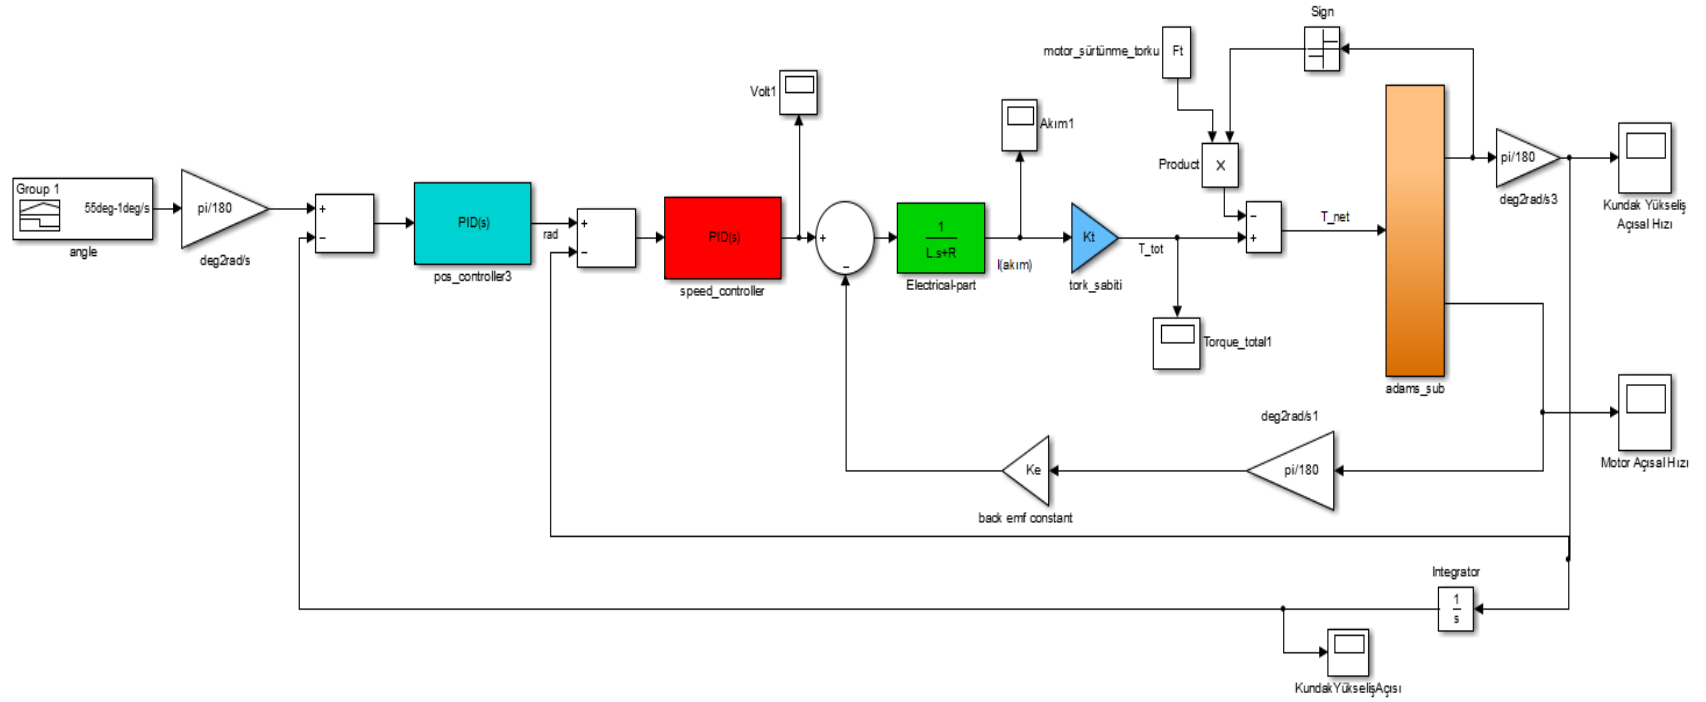 Sign
motor_sürtünme_torku
Ft
Volt1
Akım1
Product
X
Group 1
55deg-1deg/s
angle
pi/180
deg2rad/s
+
−
PID(s)
pos_controller3
rad
+
−
PID(s)
speed_controller
+
-
1
L.s+R
Electrical-part
I(akım)
Kt
tork_sabiti
T_tot
Torque_total1
−
+
T_net
adams_sub
pi/180
deg2rad/s3
Kundak Yükseliş
Açısal Hızı
Motor Açısal Hızı
deg2rad/s1
pi/180
Ke
back emf constant
Integrator
1
s
KundakYükselişAçısı